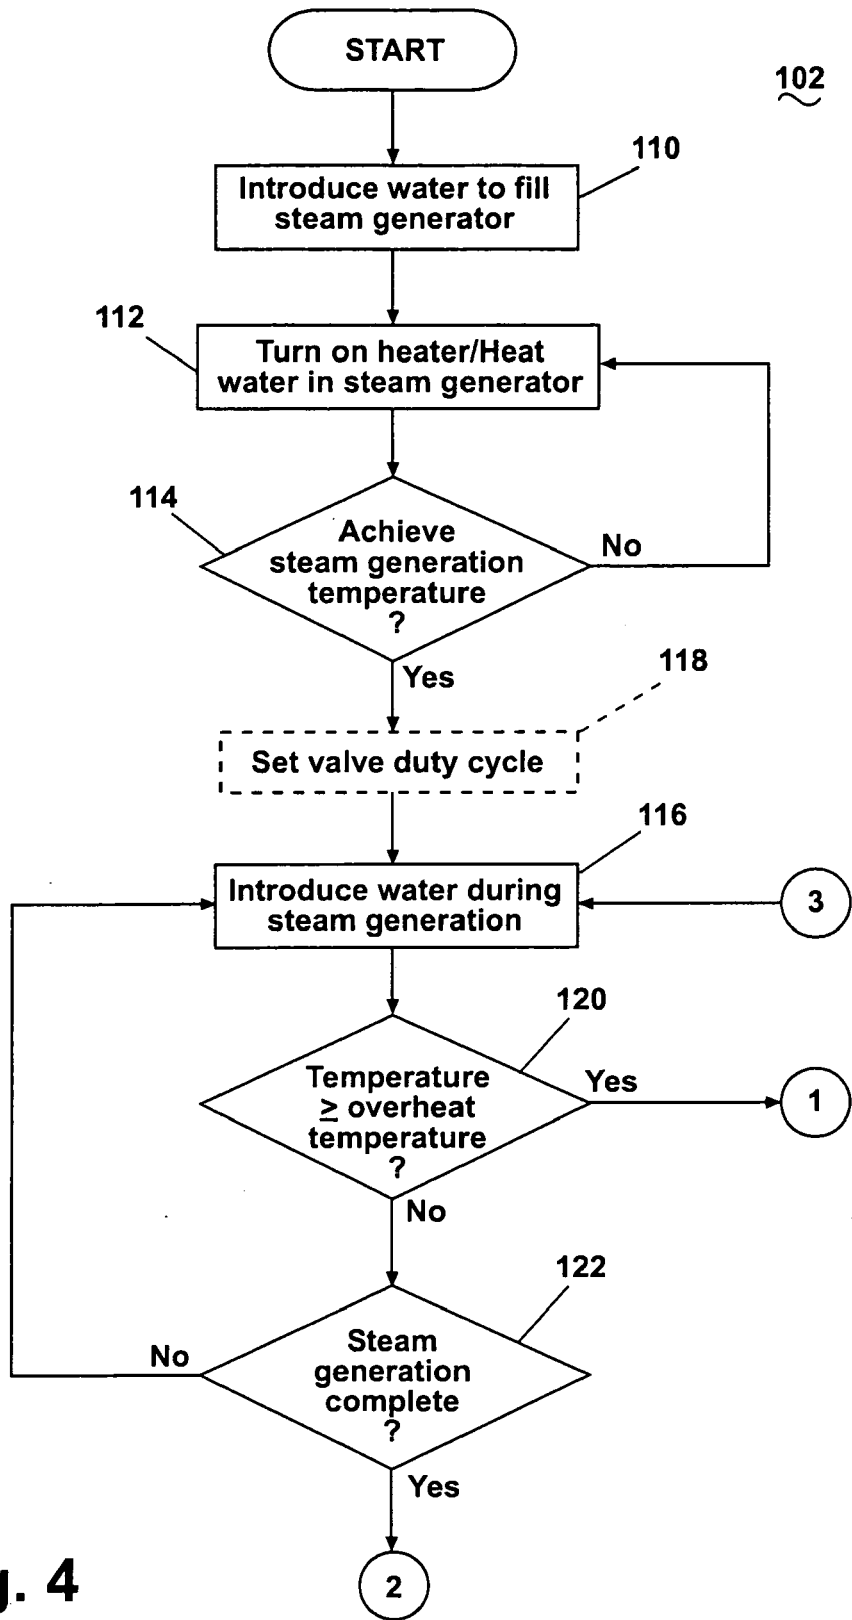 START
102
110
Introduce water to fill
steam generator
112
Turn on heater/Heat
water in steam generator
114
Achieve
steam generation
temperature
?
No
Yes
118
Set valve duty cycle
116
Introduce water during
steam generation
3
120
Temperature
≥ overheat
temperature
?
Yes
1
No
122
Steam
generation
complete
?
No
Yes
2
g. 4